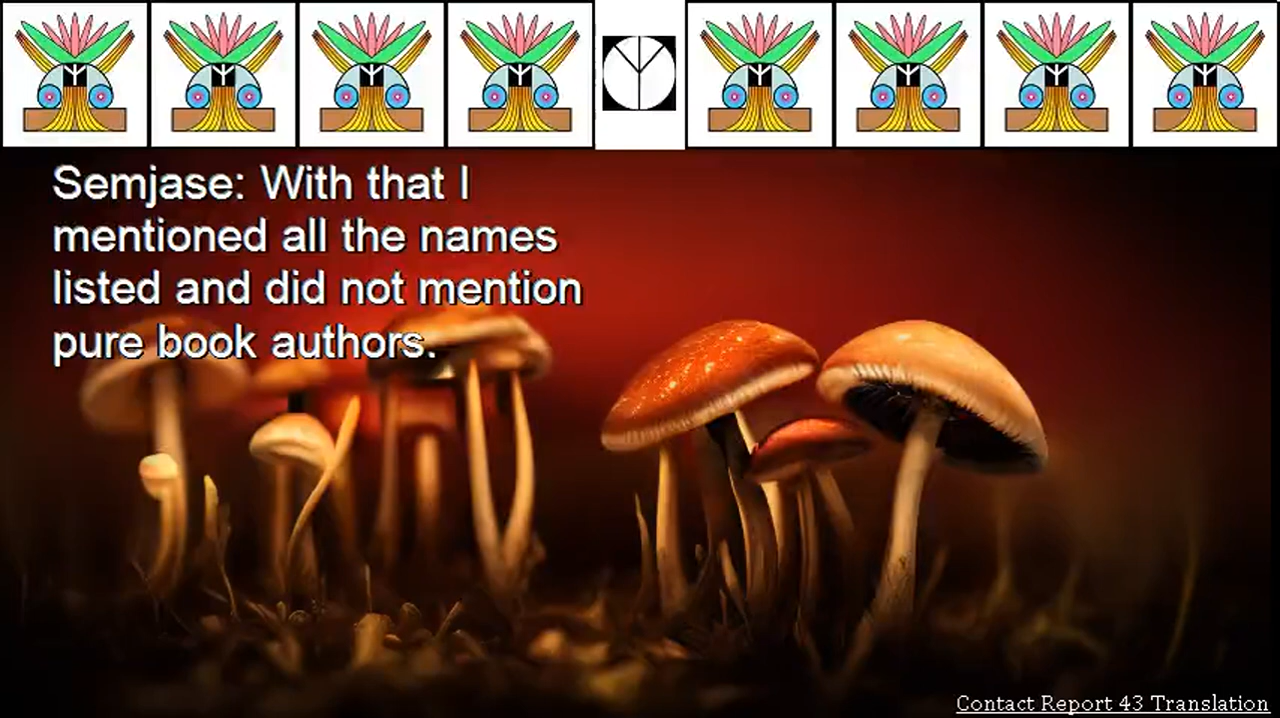 Semjase: With that I
mentioned all the names
listed and did not mention
pure book authors.
Contact Report 43 Translation